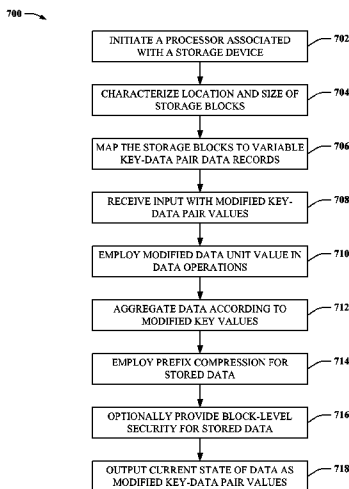 700
INITIATE A PROCESSOR ASSOCIATED
WITH A STORAGE DEVICE
702
CHARACTERIZE LOCATION AND SIZE OF
STORAGE BLOCKS
704
MAP THE STORAGE BLOCKS TO VARIABLE
KEY-DATA PAIR DATA RECORDS
706
RECEIVE INPUT WITH MODIFIED KEY-
DATA PAIR VALUES
708
EMPLOY MODIFIED DATA UNIT VALUE IN
DATA OPERATIONS
710
AGGREGATE DATA ACCORDING TO
MODIFIED KEY VALUES
712
EMPLOY PREFIX COMPRESSION FOR
STORED DATA
714
OPTIONALLY PROVIDE BLOCK-LEVEL
SECURITY FOR STORED DATA
716
OUTPUT CURRENT STATE OF DATA AS
MODIFIED KEY-DATA PAIR VALUES
718